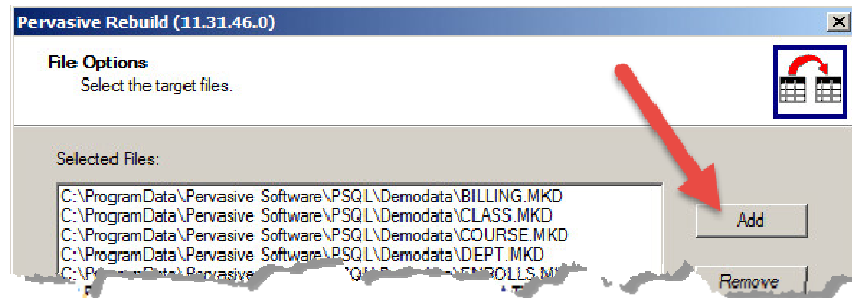 Pervasive Rebuild (11.31.46.0)
File Options
Select the target files.
Selected Files:
C:\ProgramData\Pervasive Software\PSQL\Demodata\BILLING.MKD
Add
C:\ProgramData\Pervasive Software\PSQL\Demodata\CLASS.MKD
C:\ProgramData\Pervasive Software\PSQL\Demodata\COURSE.MKD
C:\ProgramData\Pervasive Software\PSQL\Demodata\DEPT.MKD
Remove